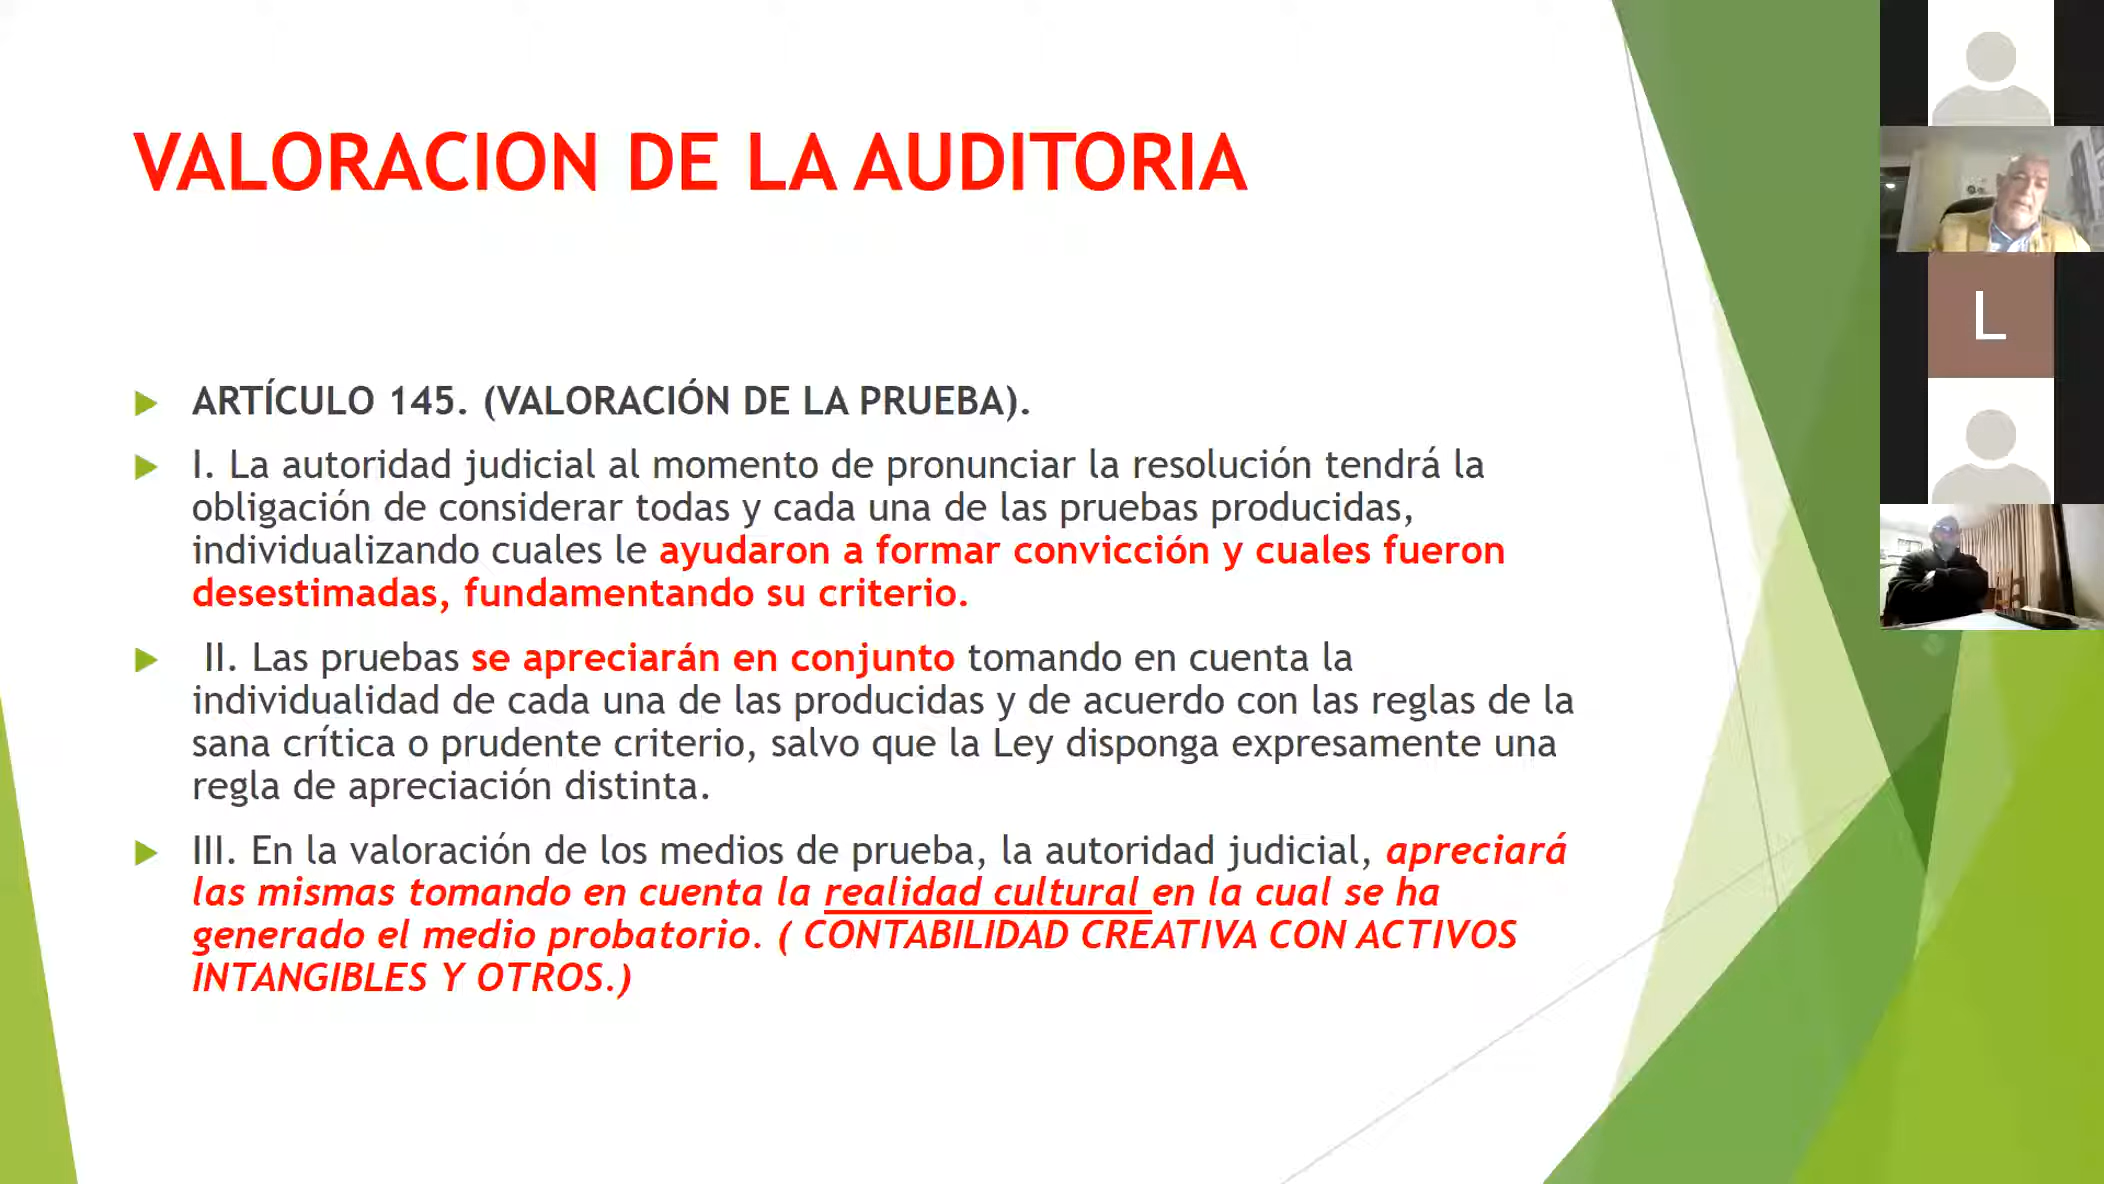 VALORACION DE LA AUDITORIA
ARTÍCULO 145. (VALORACIÓN DE LA PRUEBA).
I. La autoridad judicial al momento de pronunciar la resolución tendrá la
obligación de considerar todas y cada una de las pruebas producidas,
individualizando cuales le ayudaron a formar convicción y cuales fueron
desestimadas, fundamentando su criterio.
II. Las pruebas se apreciarán en conjunto tomando en cuenta la
individualidad de cada una de las producidas y de acuerdo con las reglas de la
sana crítica o prudente criterio, salvo que la Ley disponga expresamente una
regla de apreciación distinta.
III. En la valoración de los medios de prueba, la autoridad judicial, apreciará
las mismas tomando en cuenta la realidad cultural en la cual se ha
generado el medio probatorio. ( CONTABILIDAD CREATIVA CON ACTIVOS
INTANGIBLES Y OTROS.)
L